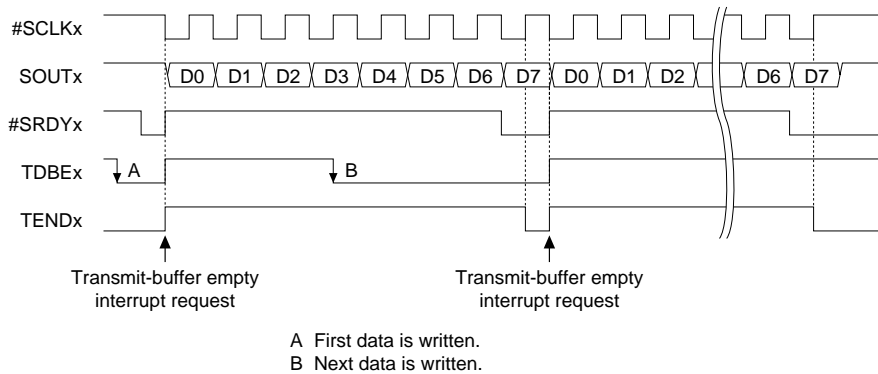 #SCLKx
SOUTx D0 D1 D2 D3 D4 D5 D6 D7 D0 D1 D2 D6 D7
#SRDYx
TDBEx A B
TENDx
Transmit-buffer empty
interrupt request
Transmit-buffer empty
interrupt request
A First data is written.
B Next data is written.